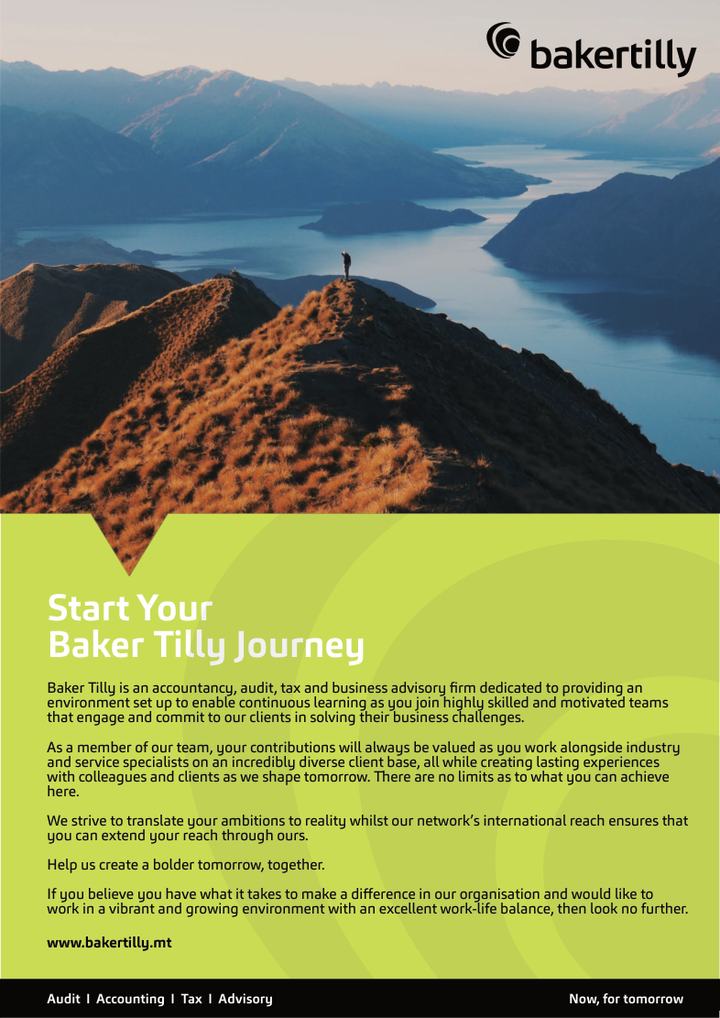 bakertilly
Start Your
Baker Tilly Journey
Baker Tilly is an accountancy, audit, tax and business advisory firm dedicated to providing an
environment set up to enable continuous learning as you join highly skilled and motivated teams
that engage and commit to our clients in solving their business challenges.
As a member of our team, your contributions will always be valued as you work alongside industry
and service specialists on an incredibly diverse client base, all while creating lasting experiences
with colleagues and clients as we shape tomorrow. There are no limits as to what you can achieve
here.
We strive to translate your ambitions to reality whilst our network's international reach ensures that
you can extend your reach through ours.
Help us create a bolder tomorrow, together.
If you believe you have what it takes to make a difference in our organisation and would like to
work in a vibrant and growing environment with an excellent work-life balance, then look no further.
www.bakertilly.mt
Audit I Accounting I Tax I Advisory
Now, for tomorrow